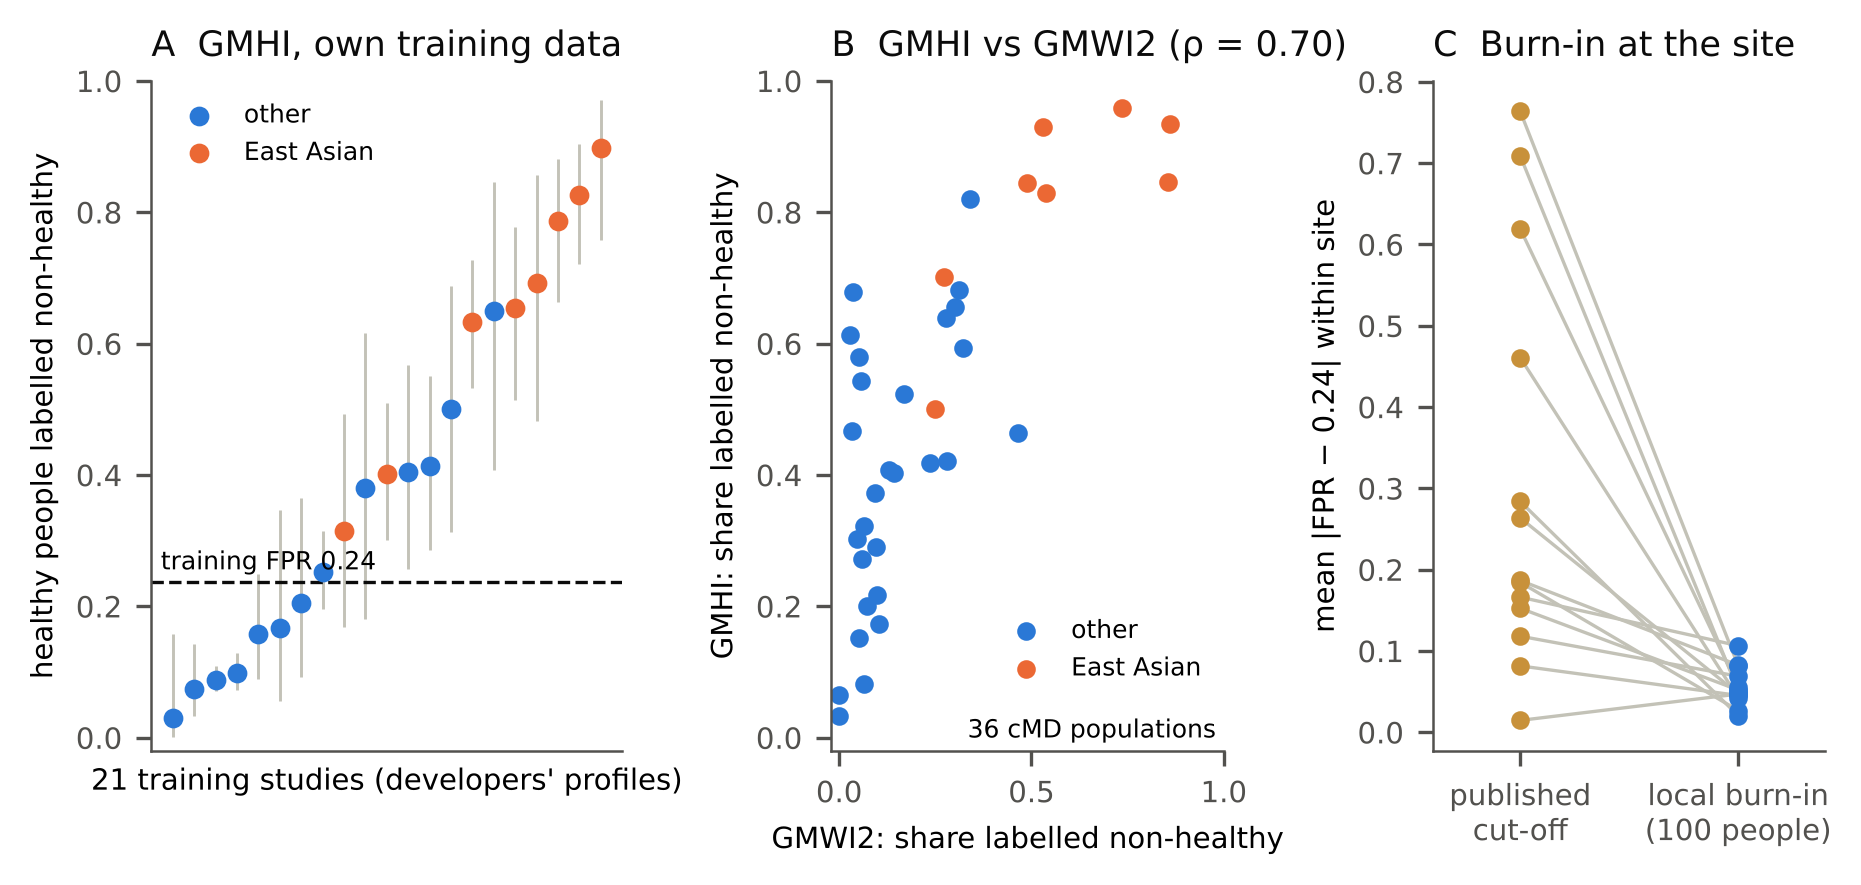 A GMHI, own training data
healthy people labelled non-healthy
1.0
0.8
0.6
0.4
0.2
0.0
other
East Asian
training FPR 0.24
21 training studies (developers' profiles)
B GMHI vs GMWI2 (ρ = 0.70)
GMHI: share labelled non-healthy
1.0
0.8
0.6
0.4
0.2
0.0
other
East Asian
36 cMD populations
0.0 0.5 1.0
GMWI2: share labelled non-healthy
C Burn-in at the site
mean |FPR − 0.24| within site
0.8
0.7
0.6
0.5
0.4
0.3
0.2
0.1
0.0
published
cut-off
local burn-in
(100 people)